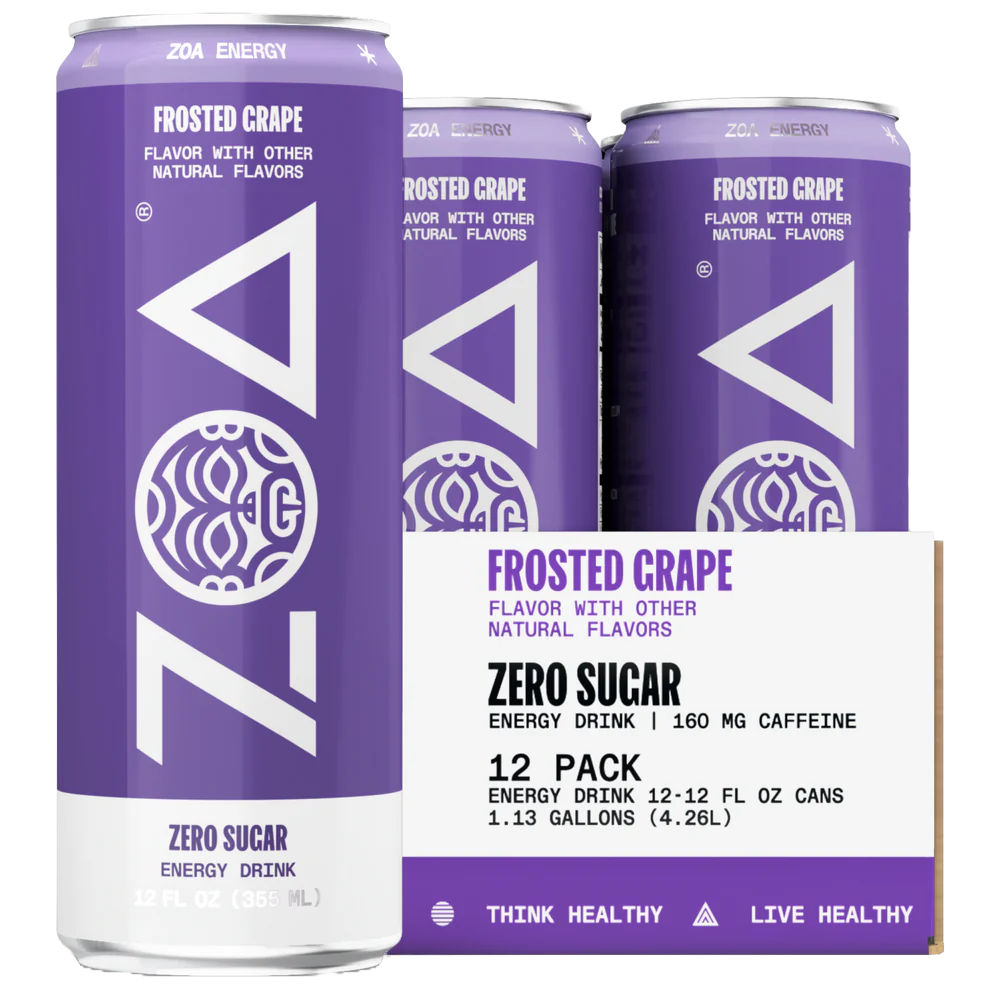 ZOA ENERGY
FROSTED GRAPE
FLAVOR WITH OTHER
NATURAL FLAVORS
®
ZOA
G
ZERO SUGAR
ENERGY DRINK
12 FL OZ (355 ML)
ZOA ENERGY
FROSTED GRAPE
AVOR WITH OTHER
ATURAL FLAVORS
ZOA ENERGY
FROSTED GRAPE
FLAVOR WITH OTHER
NATURAL FLAVORS
®
FROSTED GRAPE
FLAVOR WITH OTHER
NATURAL FLAVORS
ZERO SUGAR
ENERGY DRINK | 160 MG CAFFEINE
12 PACK
ENERGY DRINK 12-12 FL OZ CANS
1.13 GALLONS (4.26L)
THINK HEALTHY LIVE HEALTHY